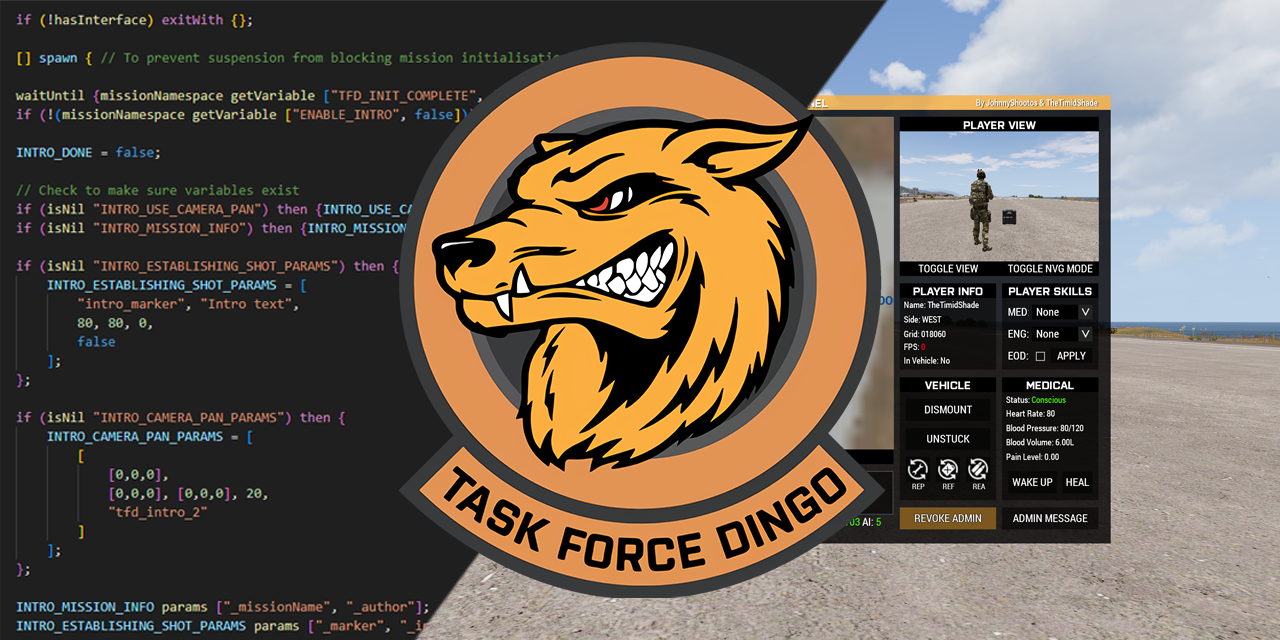 if (!hasInterface) exitWith {};
[] spawn { // To prevent suspension from blocking mission
waitUntil {missionNamespace getVariable ["TFD_INIT_COMPLETE",
if (!(missionNamespace getVariable ["ENABLE_INTRO", false])
INTRO_DONE = false;
// Check to make sure variables exist
if (isNil "INTRO_USE_CAMERA_PAN") then {
if (isNil "INTRO_MISSION_INFO") then {INTRO_MISSION
if (isNil "INTRO_ESTABLISHING_SHOT_PARAMS") then {
INTRO_ESTABLISHING_SHOT_PARAMS = [
"intro_marker", "Intro text",
80, 80, 0,
false
];
};
if (isNil "INTRO_CAMERA_PAN_PARAMS") then {
INTRO_CAMERA_PAN_PARAMS = [
[
[0,0,0],
[0,0,0], [0,0,0], 20,
"tfd_intro_2"
]
];
};
INTRO_MISSION_INFO params ["_missionName", "_author"];
INTRO_ESTABLISHING_SHOT_PARAMS params ["_marker",
TASK FORCE DINGO
By JohnnyShootos & TheTimidShade
PLAYER VIEW
TOGGLE VIEW TOGGLE NVG MODE
PLAYER INFO
Name: TheTimidShade
Side: WEST
Grid: 018060
FPS: 0
In Vehicle: No
PLAYER SKILLS
MED: None
ENG: None
EOD: APPLY
VEHICLE
DISMOUNT
UNSTUCK
REP REF REA
MEDICAL
Status: Conscious
Heart Rate: 80
Blood Pressure: 80/120
Blood Volume: 6.00L
Pain Level: 0.00
WAKE UP HEAL
AI: 5
REVOKE ADMIN ADMIN MESSAGE